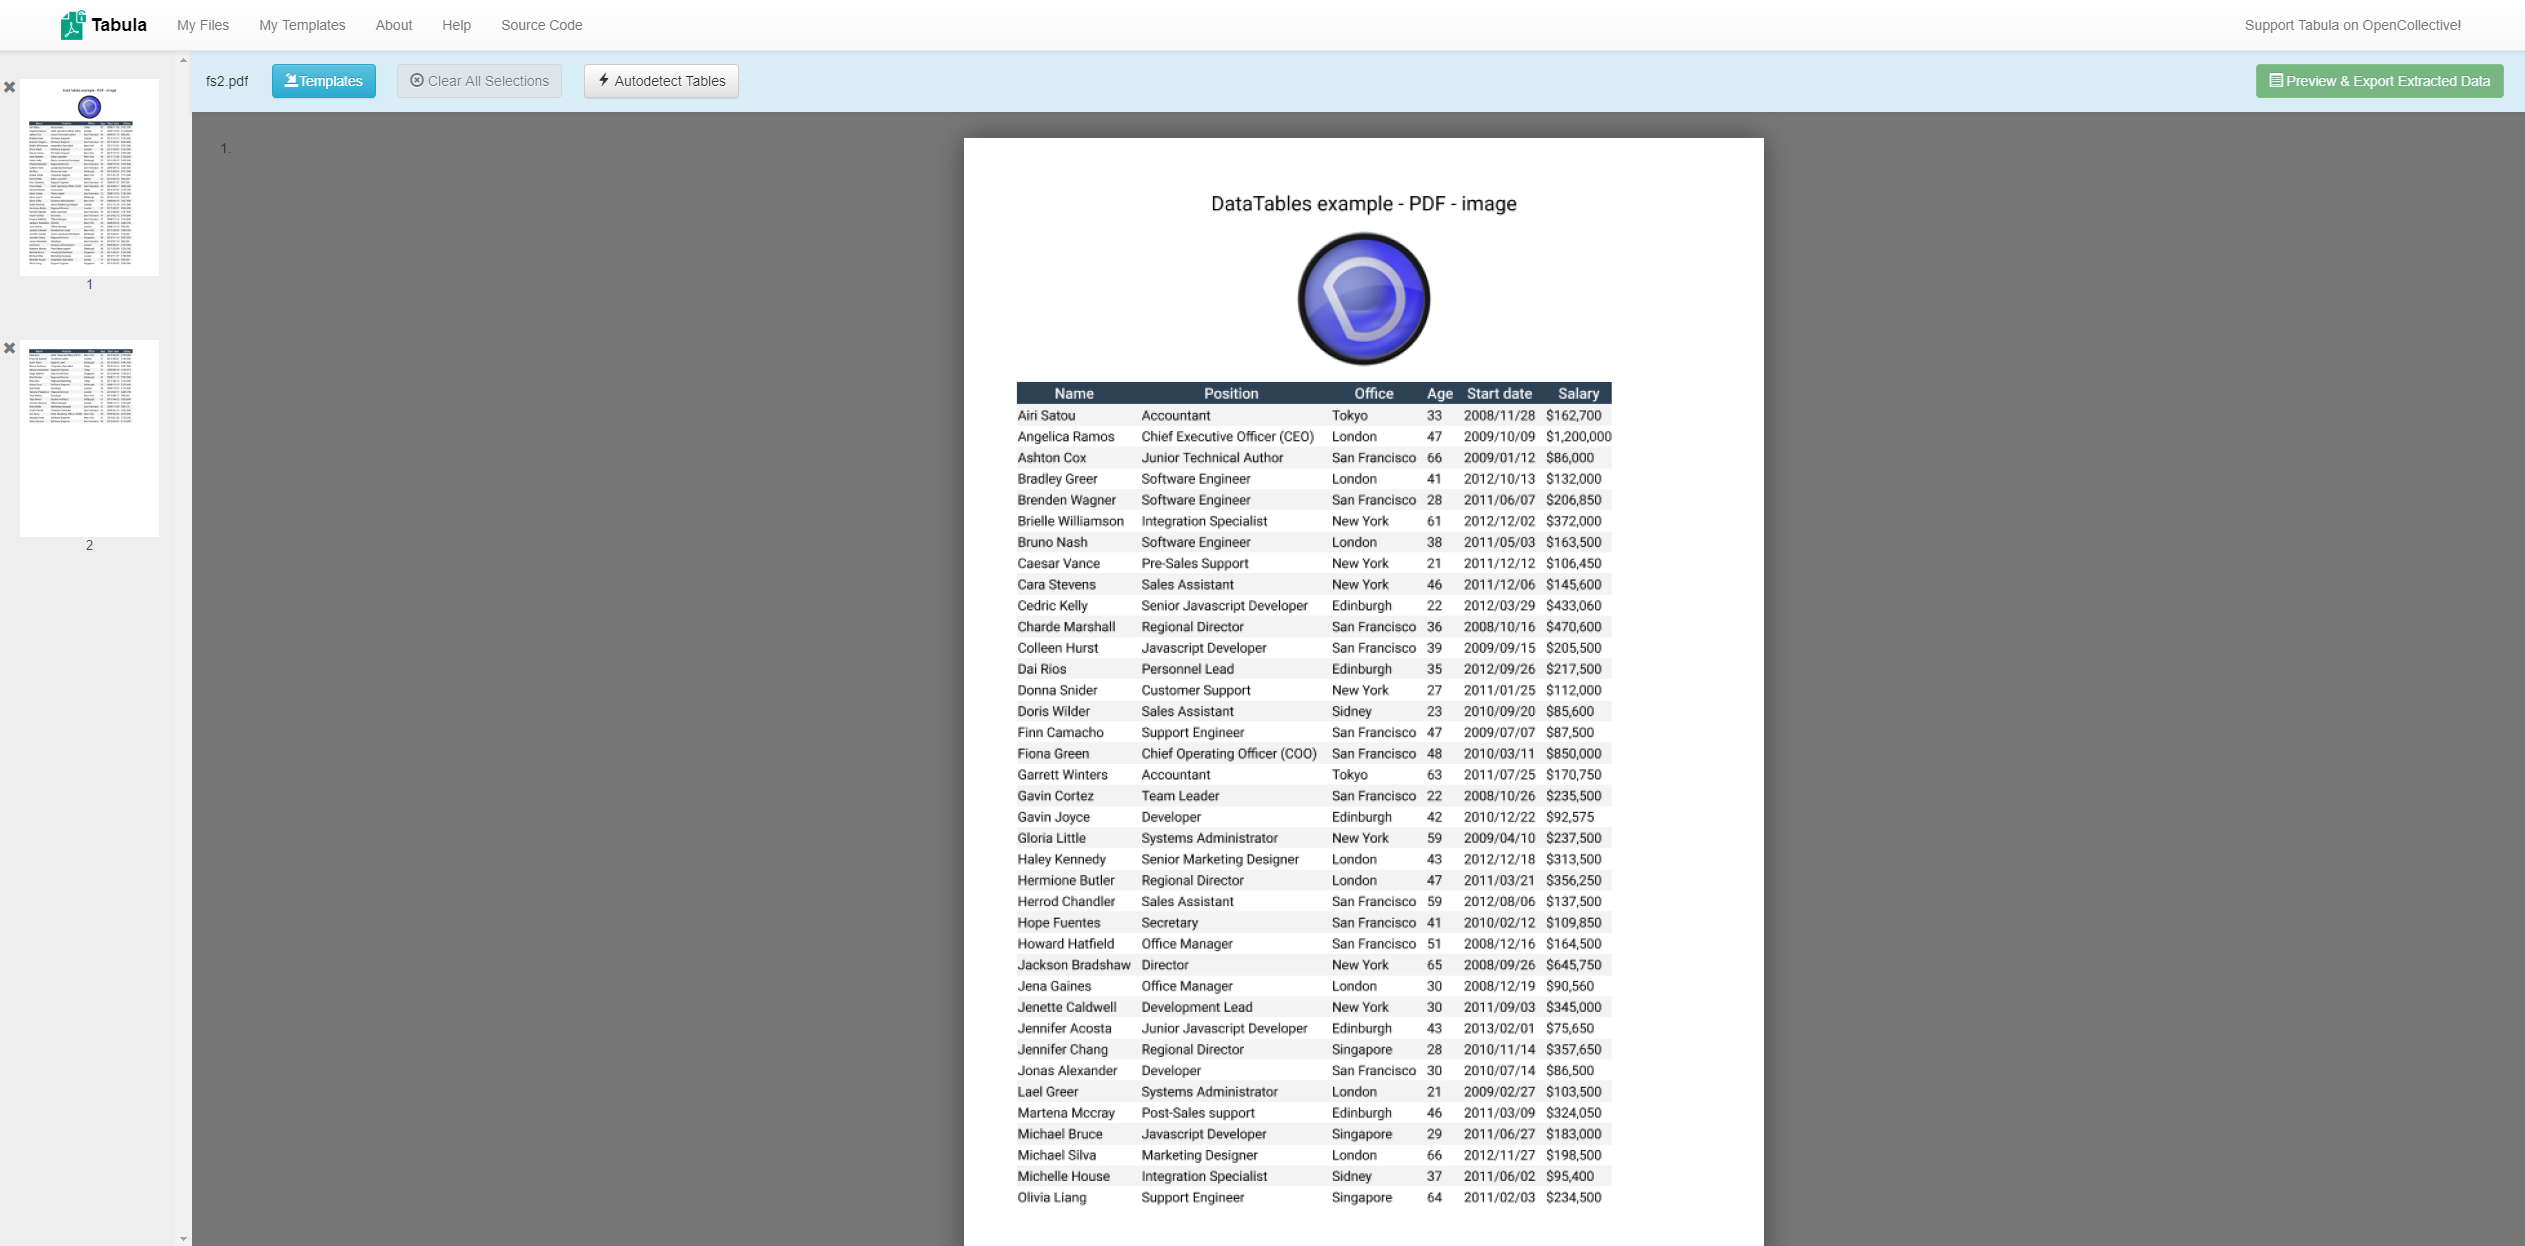 Tabula My Files My Templates About Help Source Code Support Tabula on OpenCollective!
fs2.pdf Templates Clear All Selections Autodetect Tables Preview & Export Extracted Data
1
2
1.
DataTables example - PDF - image
Name Position Office Age Start date Salary
Airi Satou Accountant Tokyo 33 2008/11/28 $162,700
Angelica Ramos Chief Executive Officer (CEO) London 47 2009/10/09 $1,200,000
Ashton Cox Junior Technical Author San Francisco 66 2009/01/12 $86,000
Bradley Greer Software Engineer London 41 2012/10/13 $132,000
Brenden Wagner Software Engineer San Francisco 28 2011/06/07 $206,850
Brielle Williamson Integration Specialist New York 61 2012/12/02 $372,000
Bruno Nash Software Engineer London 38 2011/05/03 $163,500
Caesar Vance Pre-Sales Support New York 21 2011/12/12 $106,450
Cara Stevens Sales Assistant New York 46 2011/12/06 $145,600
Cedric Kelly Senior Javascript Developer Edinburgh 22 2012/03/29 $433,060
Charde Marshall Regional Director San Francisco 36 2008/10/16 $470,600
Colleen Hurst Javascript Developer San Francisco 39 2009/09/15 $205,500
Dai Rios Personnel Lead Edinburgh 35 2012/09/26 $217,500
Donna Snider Customer Support New York 27 2011/01/25 $112,000
Doris Wilder Sales Assistant Sidney 23 2010/09/20 $85,600
Finn Camacho Support Engineer San Francisco 47 2009/07/07 $87,500
Fiona Green Chief Operating Officer (COO) San Francisco 48 2010/03/11 $850,000
Garrett Winters Accountant Tokyo 63 2011/07/25 $170,750
Gavin Cortez Team Leader San Francisco 22 2008/10/26 $235,500
Gavin Joyce Developer Edinburgh 42 2010/12/22 $92,575
Gloria Little Systems Administrator New York 59 2009/04/10 $237,500
Haley Kennedy Senior Marketing Designer London 43 2012/12/18 $313,500
Hermione Butler Regional Director London 47 2011/03/21 $356,250
Herrod Chandler Sales Assistant San Francisco 59 2012/08/06 $137,500
Hope Fuentes Secretary San Francisco 41 2010/02/12 $109,850
Howard Hatfield Office Manager San Francisco 51 2008/12/16 $164,500
Jackson Bradshaw Director New York 65 2008/09/26 $645,750
Jena Gaines Office Manager London 30 2008/12/19 $90,560
Jenette Caldwell Development Lead New York 30 2011/09/03 $345,000
Jennifer Acosta Junior Javascript Developer Edinburgh 43 2013/02/01 $75,650
Jennifer Chang Regional Director Singapore 28 2010/11/14 $357,650
Jonas Alexander Developer San Francisco 30 2010/07/14 $86,500
Lael Greer Systems Administrator London 21 2009/02/27 $103,500
Martena Mccray Post-Sales support Edinburgh 46 2011/03/09 $324,050
Michael Bruce Javascript Developer Singapore 29 2011/06/27 $183,000
Michael Silva Marketing Designer London 66 2012/11/27 $198,500
Michelle House Integration Specialist Sidney 37 2011/06/02 $95,400
Olivia Liang Support Engineer Singapore 64 2011/02/03 $234,500